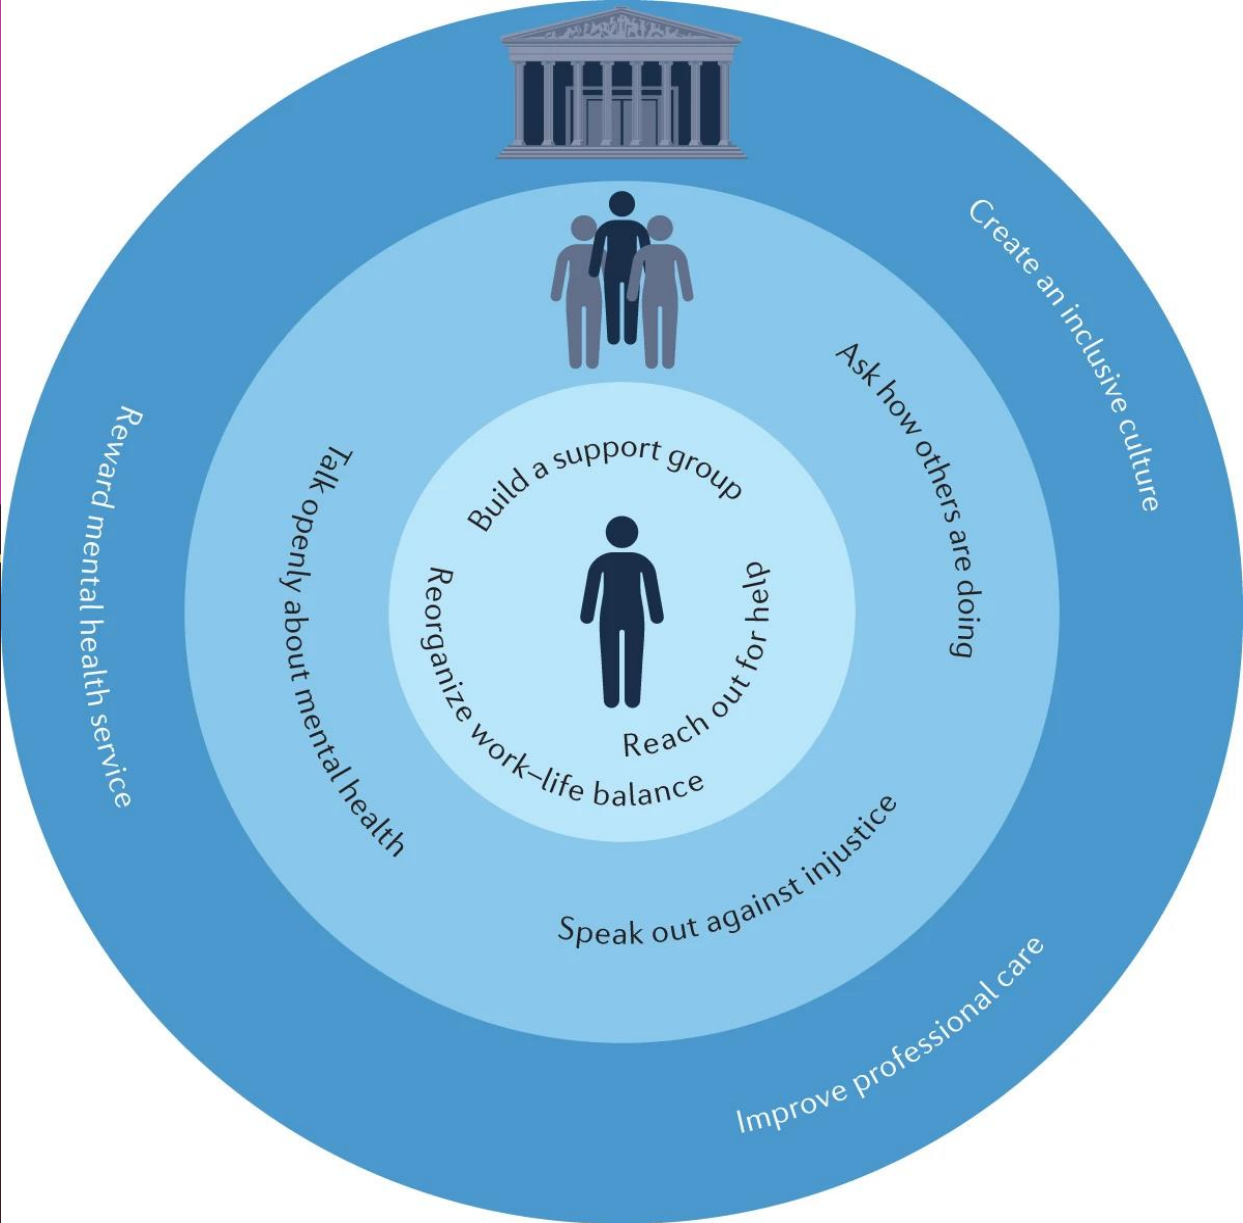 Create an inclusive culture
Reward mental health service
Improve professional care
Ask how others are doing
Talk openly about mental health
Speak out against injustice
Build a support group
Reach out for help
Reorganize work–life balance